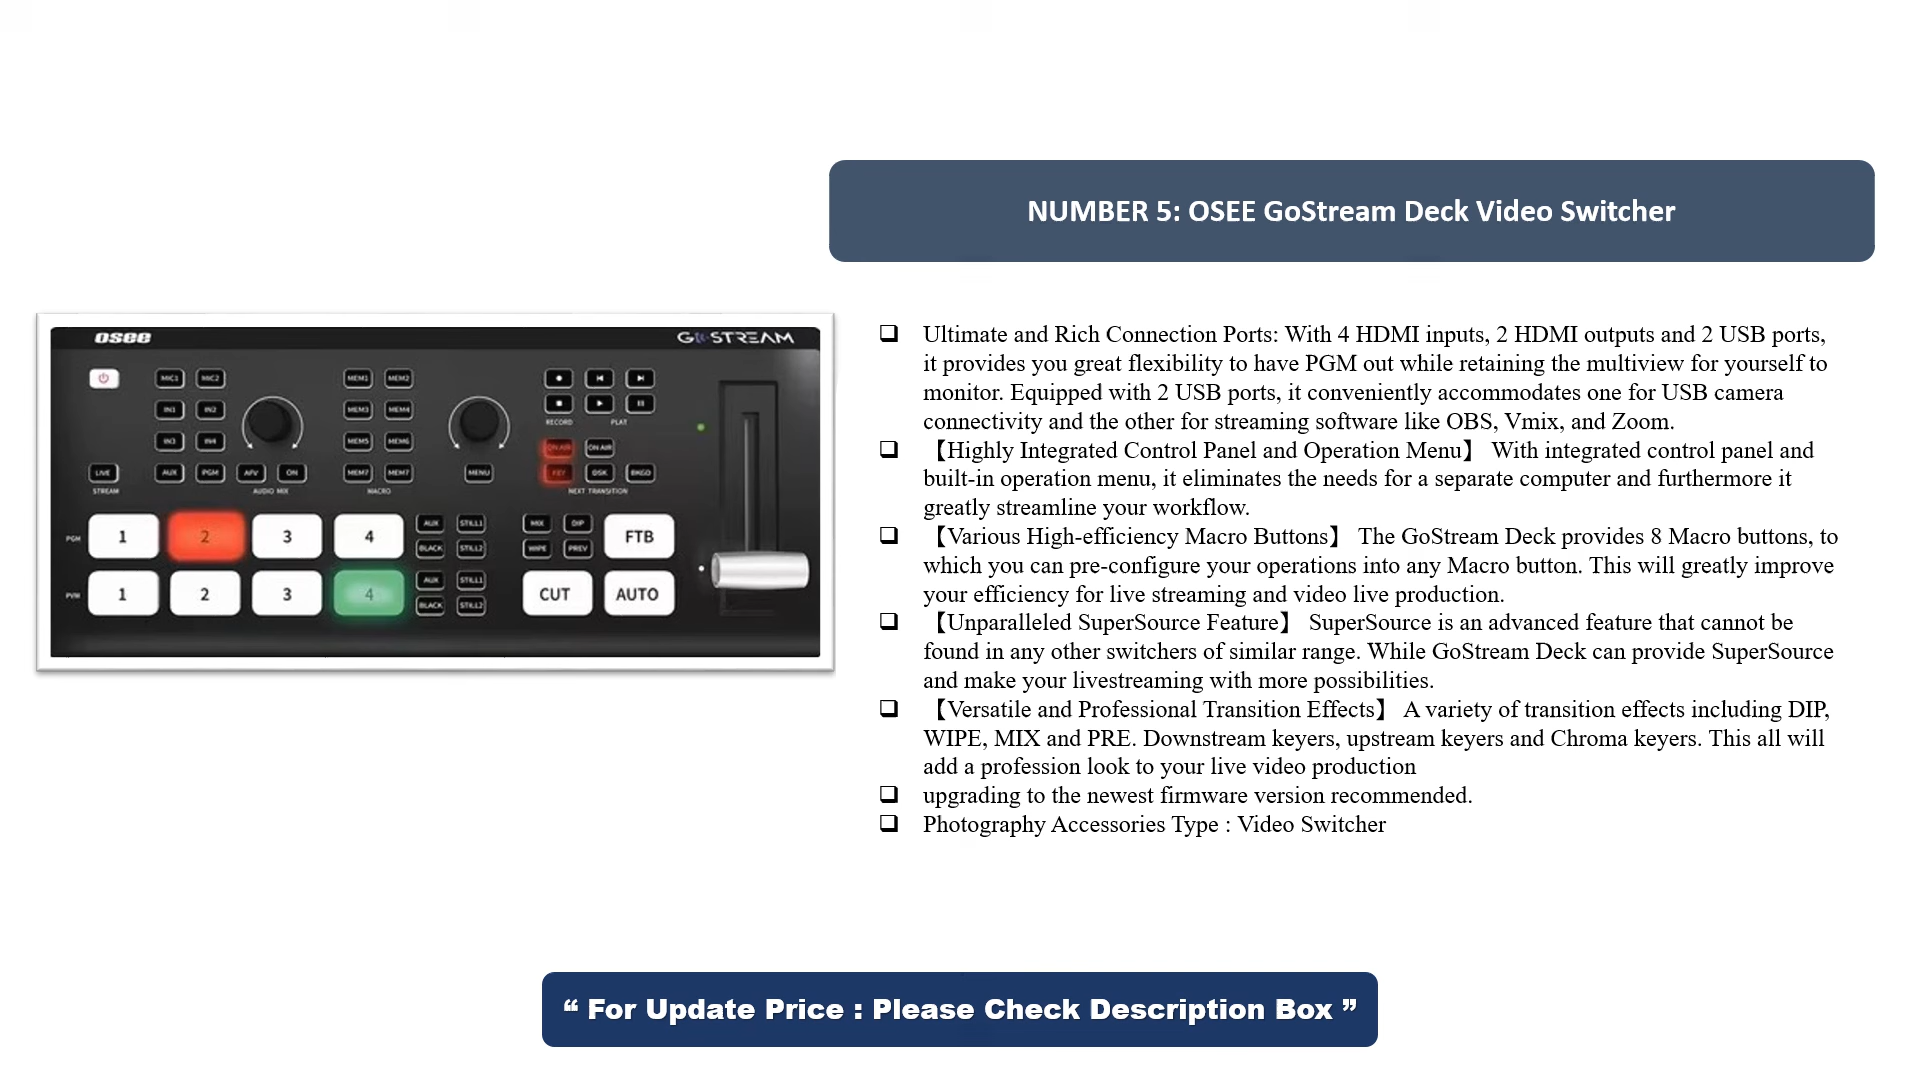 NUMBER 5: OSEE GoStream Deck Video Switcher
osee
GOSTREAM
MIC1 MIC2 MEM1 MEM2
IN1 IN2 MEM3 MEM4
RECORD PLAY
IN3 IN4 MEM5 MEM6 ON AIR ON AIR
LIVE AUX PGM AFV ON MEM7 MEM7 MENU KEY DSK BKGD
STREAM AUDIO MIX MACRO NEXT TRANSITION
PGM 1 2 3 4 AUX STILL1 MIX DIP FTB
BLACK STILL2 WIPE PREV
PVW 1 2 3 4 AUX STILL1 CUT AUTO
BLACK STILL2
❑ Ultimate and Rich Connection Ports: With 4 HDMI inputs, 2 HDMI outputs and 2 USB ports,
it provides you great flexibility to have PGM out while retaining the multiview for yourself to
monitor. Equipped with 2 USB ports, it conveniently accommodates one for USB camera
connectivity and the other for streaming software like OBS, Vmix, and Zoom.
❑ 【Highly Integrated Control Panel and Operation Menu】 With integrated control panel and
built-in operation menu, it eliminates the needs for a separate computer and furthermore it
greatly streamline your workflow.
❑ 【Various High-efficiency Macro Buttons】 The GoStream Deck provides 8 Macro buttons, to
which you can pre-configure your operations into any Macro button. This will greatly improve
your efficiency for live streaming and video live production.
❑ 【Unparalleled SuperSource Feature】 SuperSource is an advanced feature that cannot be
found in any other switchers of similar range. While GoStream Deck can provide SuperSource
and make your livestreaming with more possibilities.
❑ 【Versatile and Professional Transition Effects】 A variety of transition effects including DIP,
WIPE, MIX and PRE. Downstream keyers, upstream keyers and Chroma keyers. This all will
add a profession look to your live video production
❑ upgrading to the newest firmware version recommended.
❑ Photography Accessories Type : Video Switcher
“ For Update Price : Please Check Description Box ”